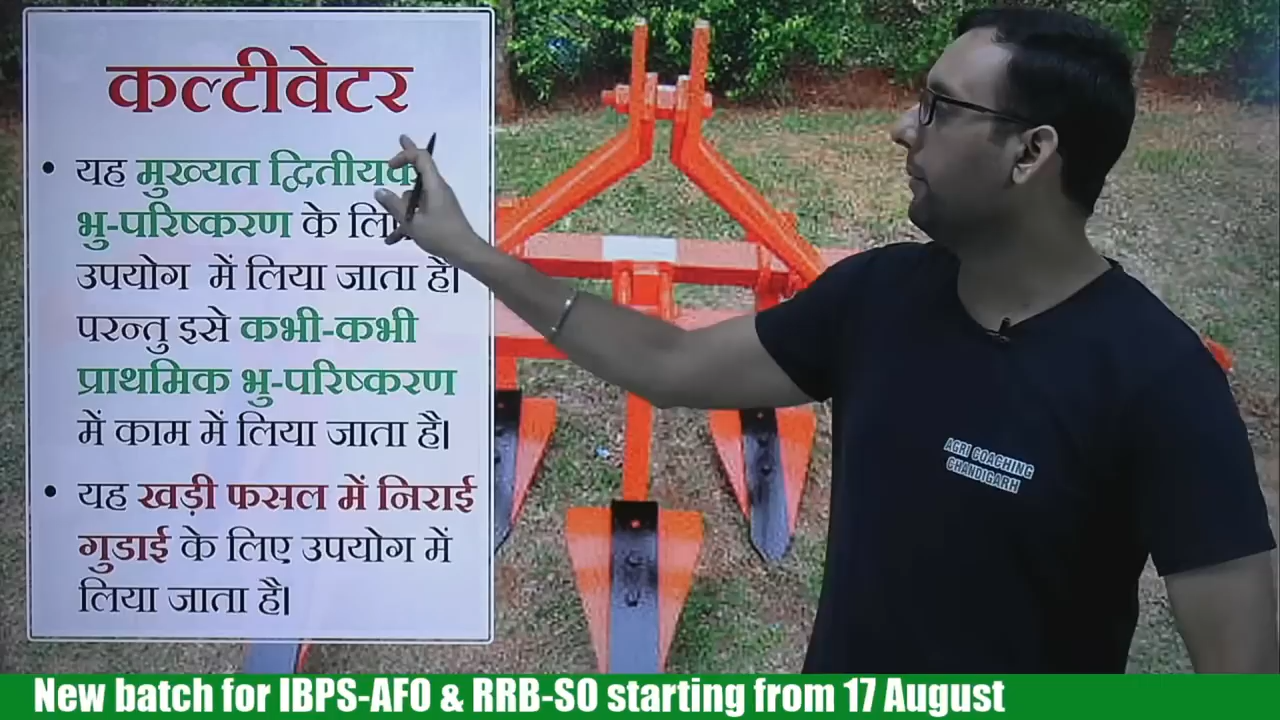 कल्टीवेटर
• यह मुख्यत द्वितीयक
भु-परिष्करण के लि
उपयोग में लिया जाता है।
परन्तु इसे कभी-कभी
प्राथमिक भु-परिष्करण
में काम में लिया जाता है।
• यह खड़ी फसल में निराई
गुडाई के लिए उपयोग में
लिया जाता है।
AGRI COACHING
CHANDIGARH
New batch for IBPS-AFO & RRB-SO starting from 17 August